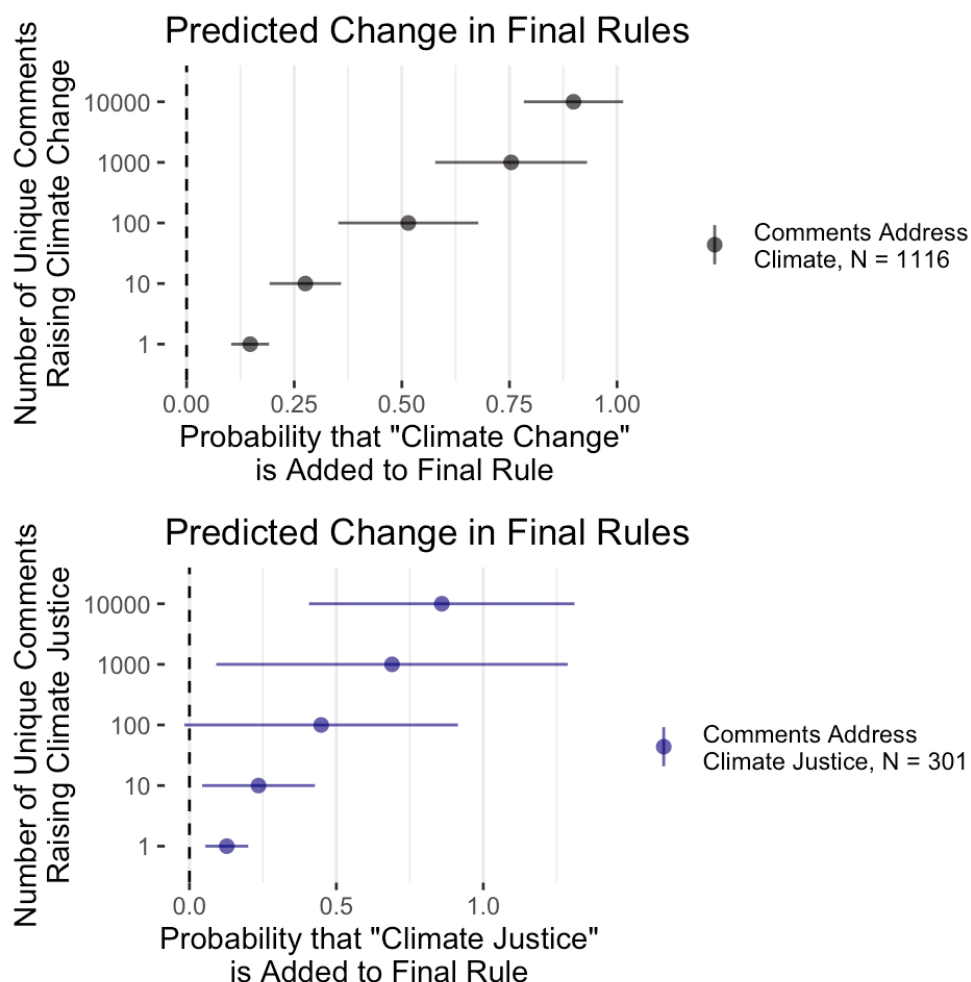 Predicted Change in Final Rules
Number of Unique Comments
Raising Climate Change
10000
1000
100
10
1
0.00 0.25 0.50 0.75 1.00
Probability that "Climate Change"
is Added to Final Rule
Comments Address
Climate, N = 1116
Predicted Change in Final Rules
Number of Unique Comments
Raising Climate Justice
10000
1000
100
10
1
0.0 0.5 1.0
Probability that "Climate Justice"
is Added to Final Rule
Comments Address
Climate Justice, N = 301